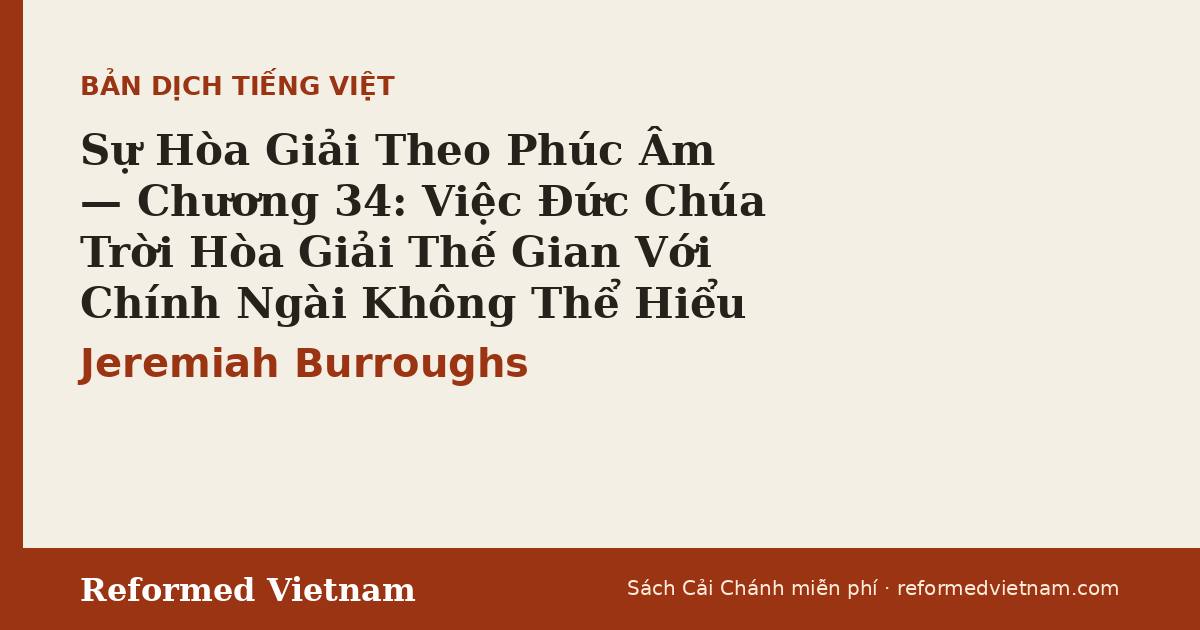 BẢN DỊCH TIẾNG VIỆT
Sự Hòa Giải Theo Phúc Âm
— Chương 34: Việc Đức Chúa
Trời Hòa Giải Thế Gian Với
Chính Ngài Không Thể Hiểu
Jeremiah Burroughs
Reformed Vietnam
Sách Cải Chánh miễn phí · reformedvietnam.com